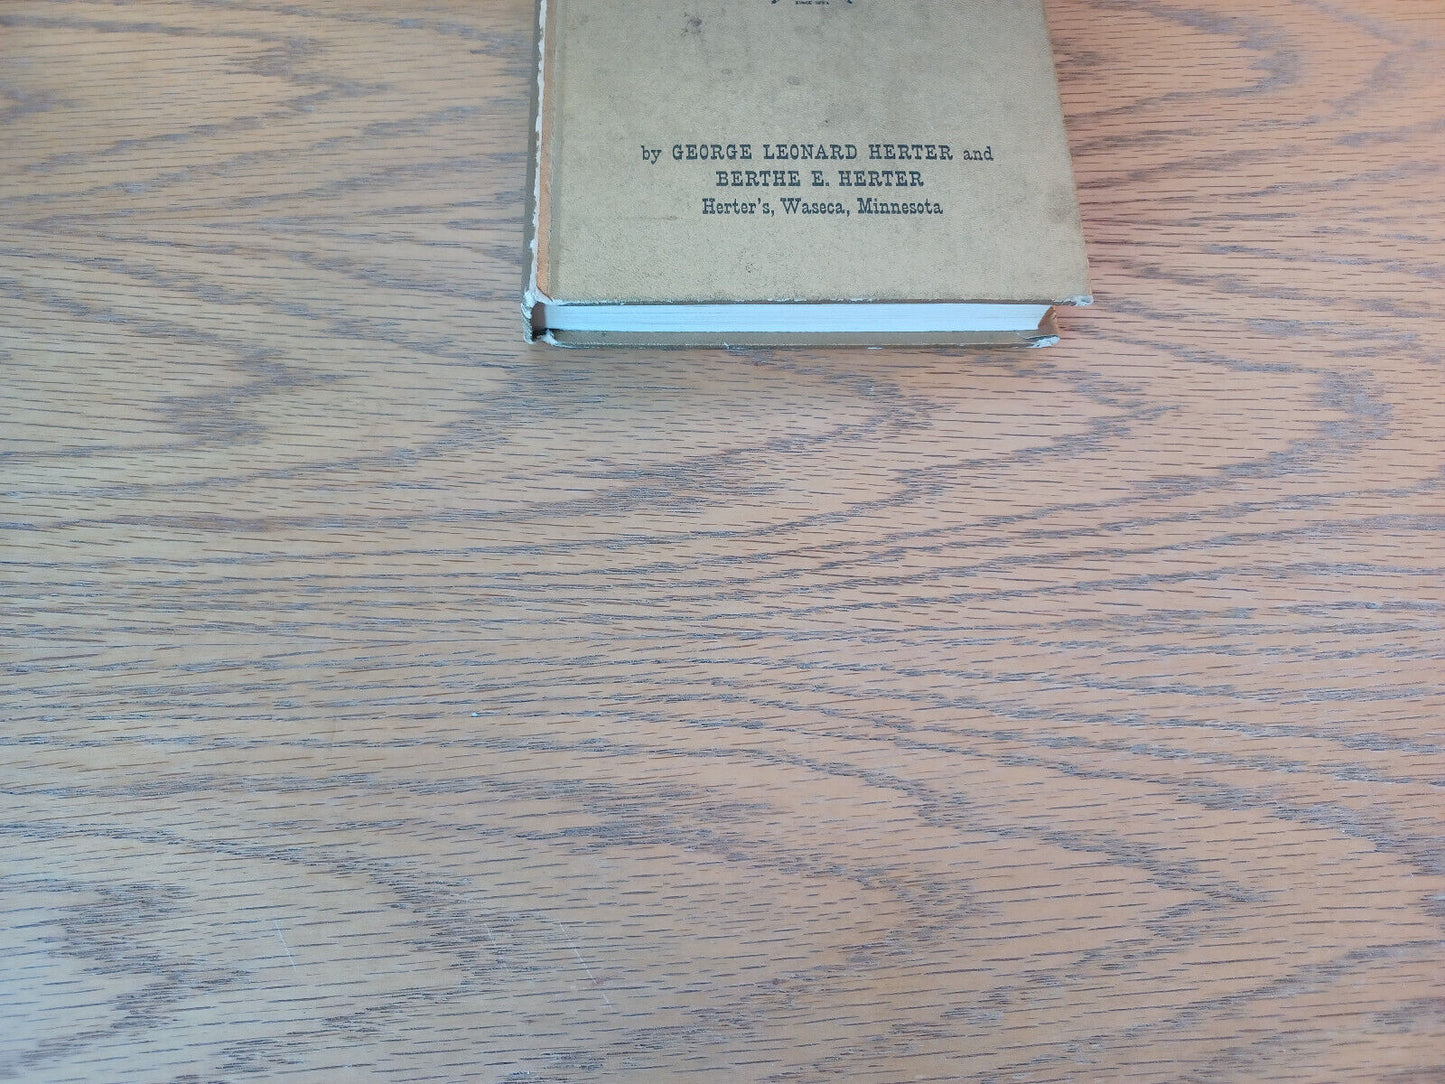 by GEORGE LEONARD HERTER and
BERTHE E. HERTER
Herter's, Waseca, Minnesota